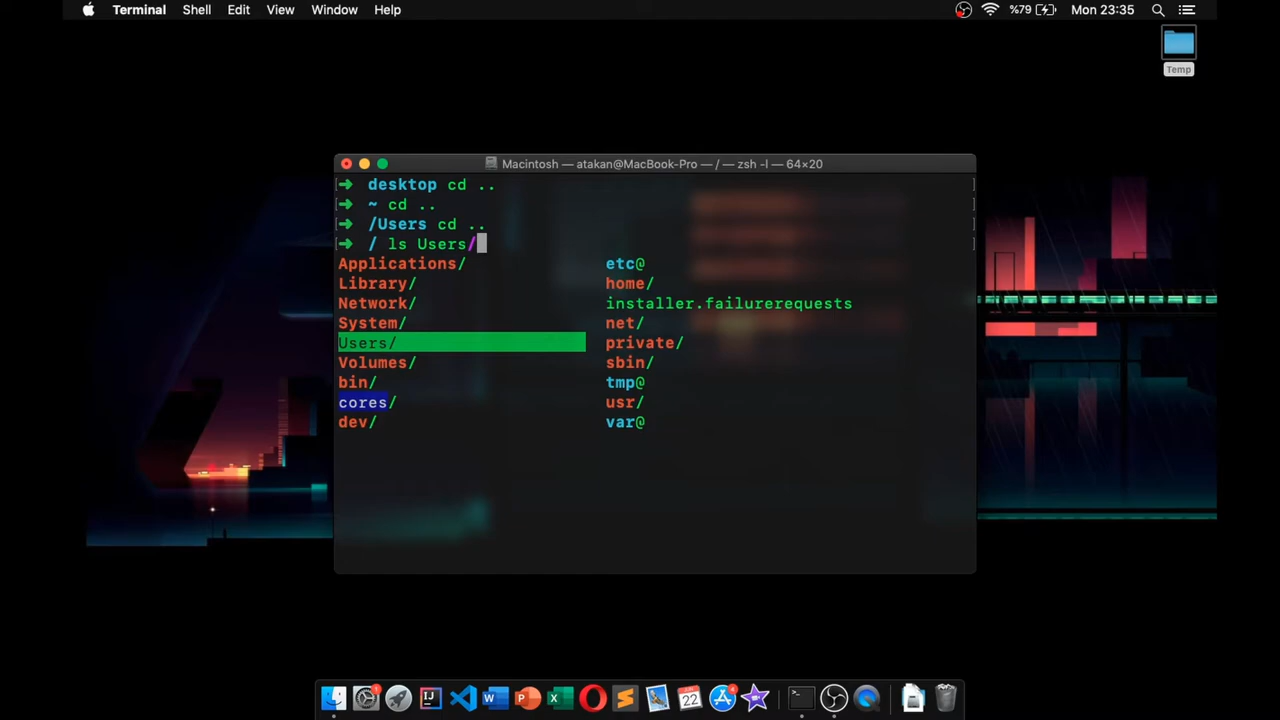 Terminal Shell Edit View Window Help %79 Mon 23:35
Temp
Macintosh — atakan@MacBook-Pro — / — zsh -l — 64×20
[➜ desktop cd .. ]
[➜ ~ cd .. ]
[➜ /Users cd .. ]
[➜ / ls Users/ ]
Applications/ etc@
Library/ home/
Network/ installer.failurerequests
System/ net/
Users/ private/
Volumes/ sbin/
bin/ tmp@
cores/ usr/
dev/ var@